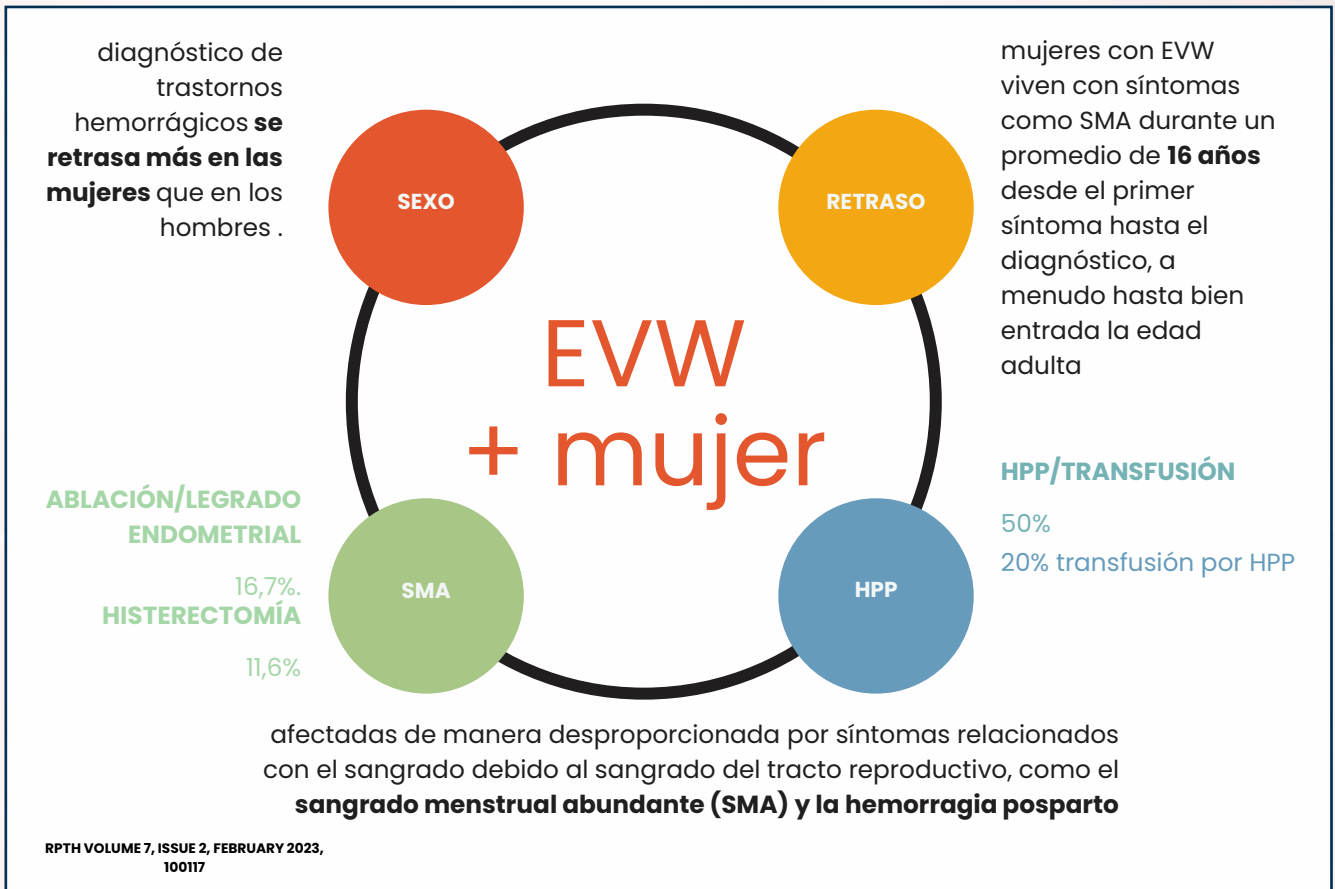 diagnóstico de
trastornos
hemorrágicos se
retrasa más en las
mujeres que en los
hombres .
SEXO
RETRASO
mujeres con EVW
viven con síntomas
como SMA durante un
promedio de 16 años
desde el primer
síntoma hasta el
diagnóstico, a
menudo hasta bien
entrada la edad
adulta
EVW
+ mujer
ABLACIÓN/LEGRADO
ENDOMETRIAL
16,7%.
HISTERECTOMÍA
11,6%
SMA
HPP
HPP/TRANSFUSIÓN
50%
20% transfusión por HPP
afectadas de manera desproporcionada por síntomas relacionados
con el sangrado debido al sangrado del tracto reproductivo, como el
sangrado menstrual abundante (SMA) y la hemorragia posparto
RPTH VOLUME 7, ISSUE 2, FEBRUARY 2023,
100117